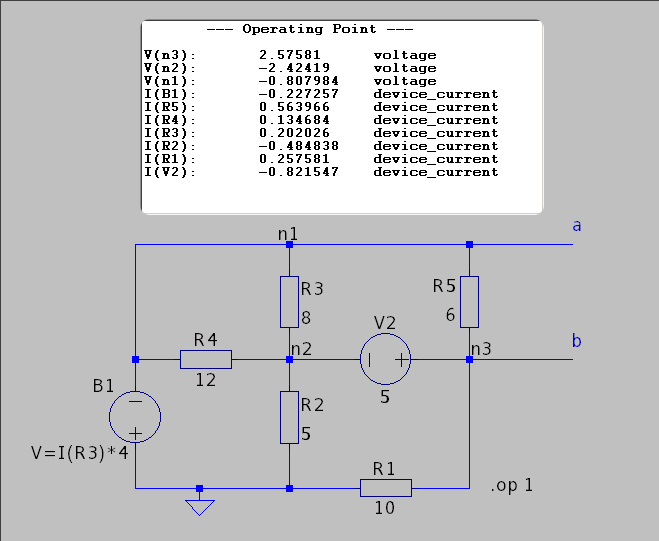 --- Operating Point ---
V(n3): 2.57581 voltage
V(n2): -2.42419 voltage
V(n1): -0.807984 voltage
I(B1): -0.227257 device_current
I(R5): 0.563966 device_current
I(R4): 0.134684 device_current
I(R3): 0.202026 device_current
I(R2): -0.484838 device_current
I(R1): 0.257581 device_current
I(V2): -0.821547 device_current
a
n1
R3
8
R5
6
V2
b
R4
n2
n3
12
5
B1
R2
5
V=I(R3)*4
R1
.op 1
10